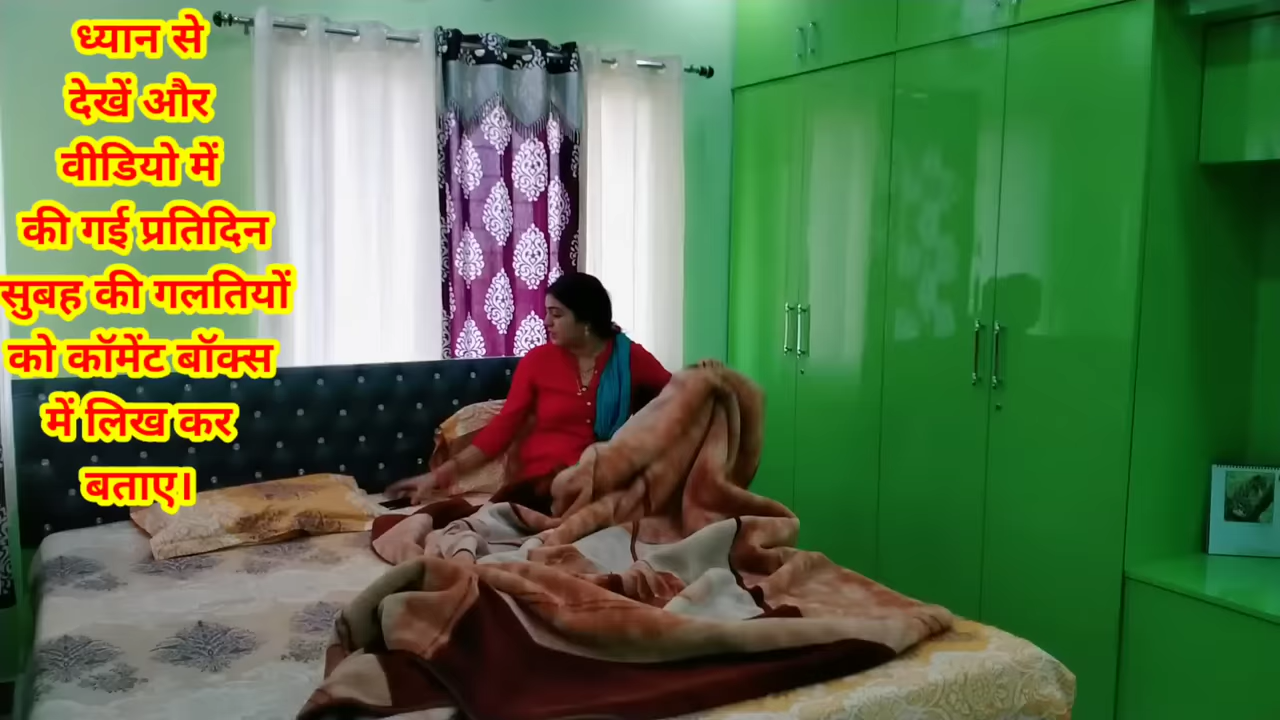 ध्यान से
देखें और
वीडियो में
की गई प्रतिदिन
सुबह की गलतियों
को कॉमेंट बॉक्स
में लिख कर
बताए।